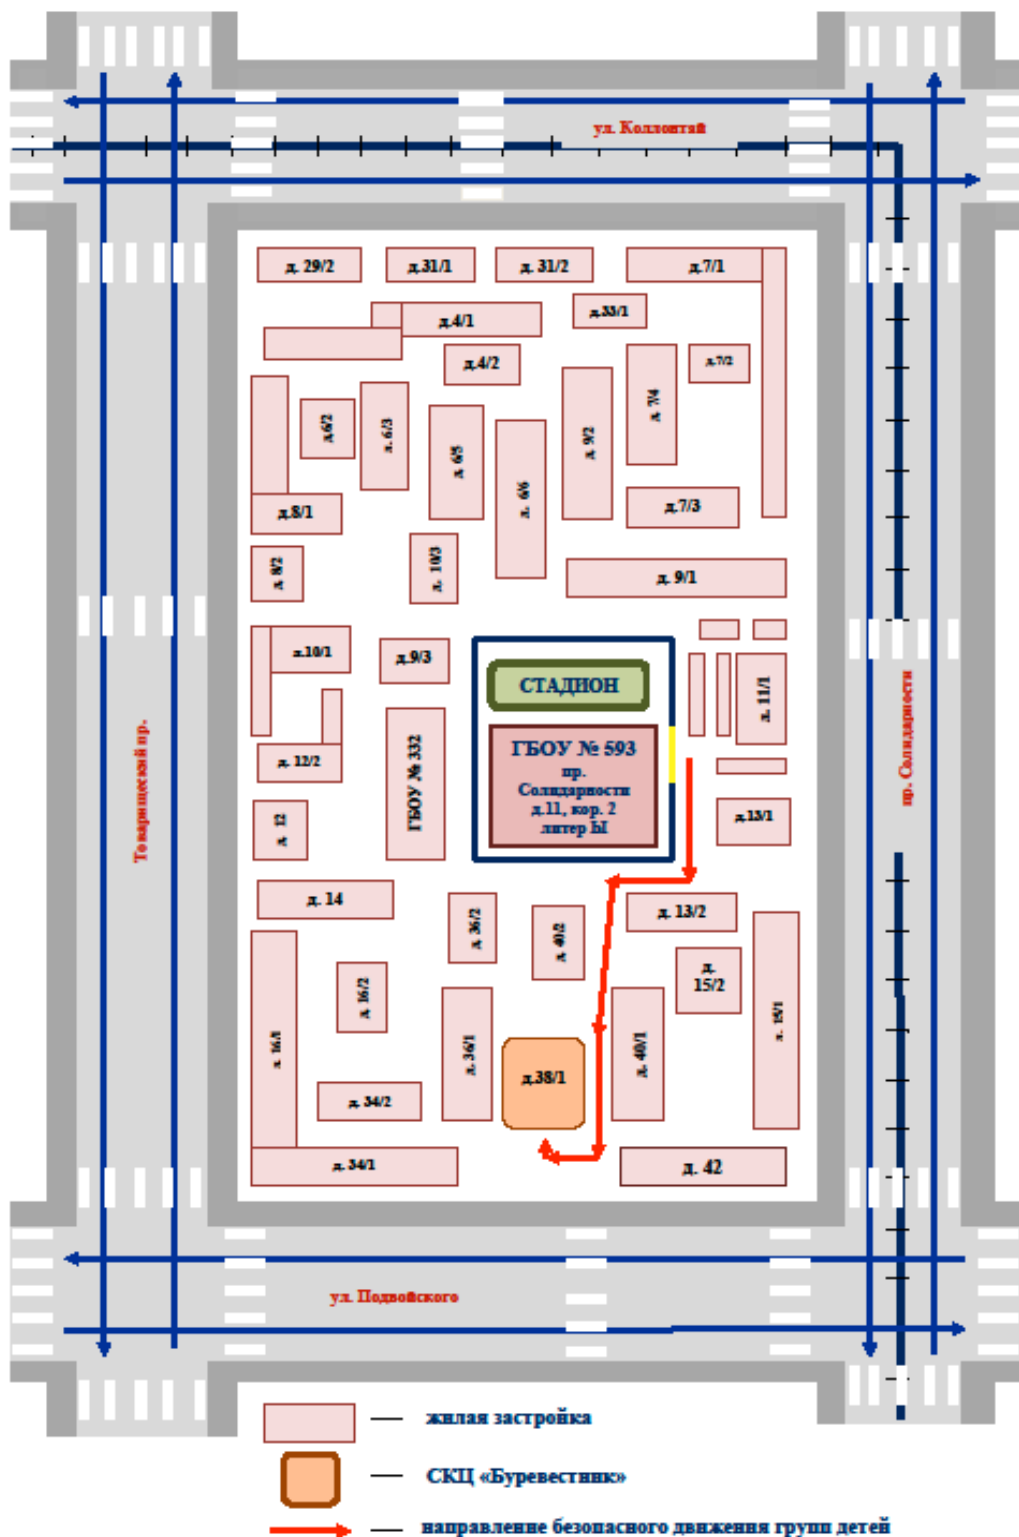 ул. Коллонтай
д. 29/2
д.31/1
д. 31/2
д.7/1
д.33/1
д.4/1
д.4/2
д.7/2
д. 7/4
д.6/2
д. 6/3
д. 6/5
д. 6/6
д. 9/2
д.7/3
д.8/1
д. 8/2
д. 10/3
д. 9/1
д.10/1
д.9/3
СТАДИОН
д. 11/1
пр. Солидарности
Товарищеский пр.
д. 12/2
ГБОУ № 332
ГБОУ № 593
пр.
Солидарности
д.11, кор. 2
литер Ы
д. 12
д.13/1
д. 14
д. 36/2
д. 40/2
д. 13/2
д. 16/2
д.
15/2
д. 16/1
д. 36/1
д.38/1
д. 40/1
д. 15/1
д. 34/2
д. 34/1
д. 42
ул. Подвойского
— жилая застройка
— СКЦ «Буревестник»
— направление безопасного движения групп детей